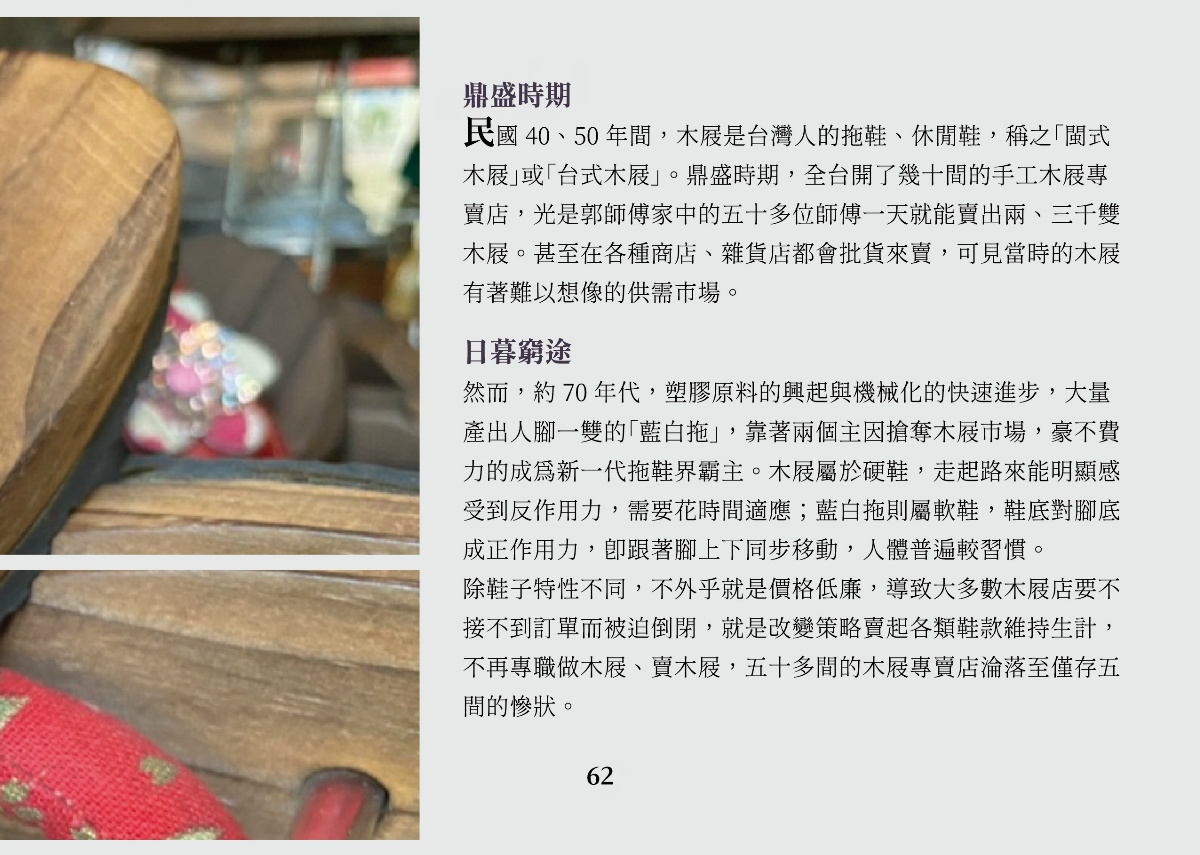 鼎盛時期
民國 40、50 年間，木屐是台灣人的拖鞋、休閒鞋，稱之「閩式
木屐」或「台式木屐」。鼎盛時期，全台開了幾十間的手工木屐專
賣店，光是郭師傅家中的五十多位師傅一天就能賣出兩、三千雙
木屐。甚至在各種商店、雜貨店都會批貨來賣，可見當時的木屐
有著難以想像的供需市場。
日暮窮途
然而，約 70 年代，塑膠原料的興起與機械化的快速進步，大量
產出人腳一雙的「藍白拖」，靠著兩個主因搶奪木屐市場，豪不費
力的成為新一代拖鞋界霸主。木屐屬於硬鞋，走起路來能明顯感
受到反作用力，需要花時間適應；藍白拖則屬軟鞋，鞋底對腳底
成正作用力，卽跟著腳上下同步移動，人體普遍較習慣。
除鞋子特性不同，不外乎就是價格低廉，導致大多數木屐店要不
接不到訂單而被迫倒閉，就是改變策略賣起各類鞋款維持生計，
不再專職做木屐、賣木屐，五十多間的木屐專賣店淪落至僅存五
間的慘狀。
62